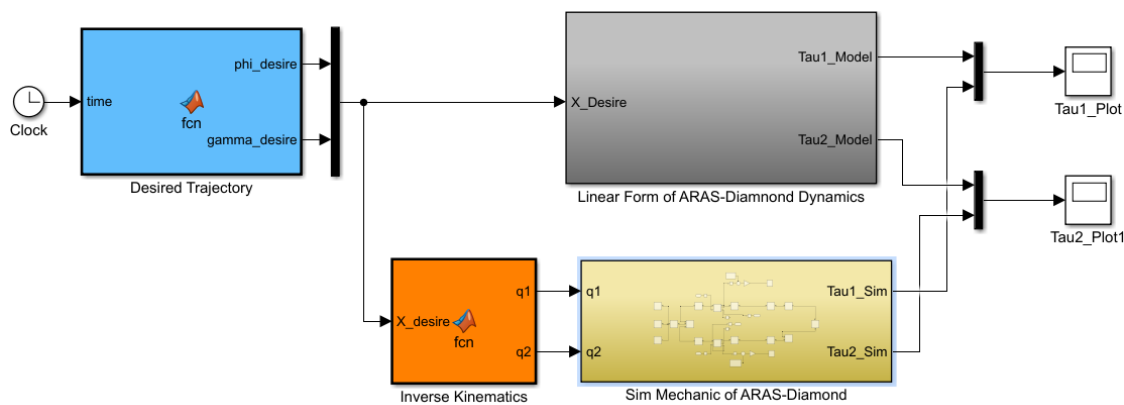 Clock
time
fcn
phi_desire
gamma_desire
Desired Trajectory
X_Desire
Tau1_Model
Tau2_Model
Linear Form of ARAS-Diamnond Dynamics
Tau1_Plot
Tau2_Plot1
X_desire
fcn
q1
q2
Inverse Kinematics
q1
q2
Tau1_Sim
Tau2_Sim
Sim Mechanic of ARAS-Diamond